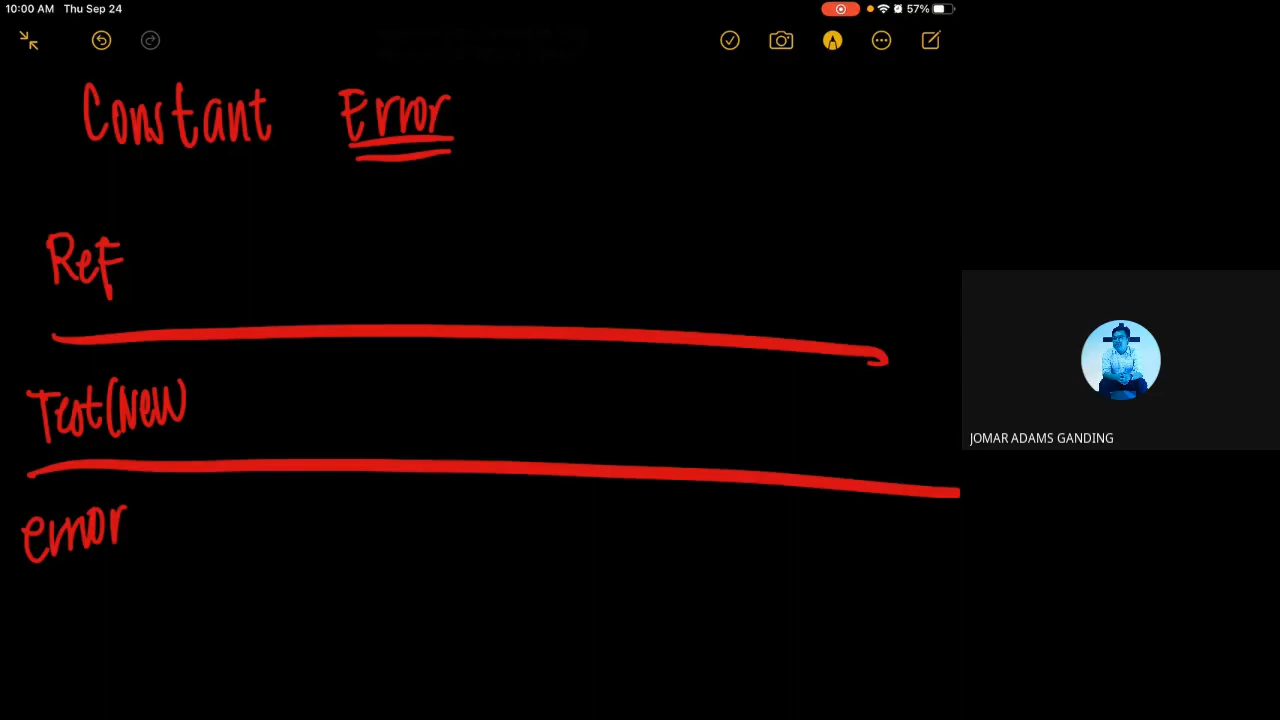 10:00 AM Thu Sep 24
57%
Constant Error
Ref
Test(New)
error
JOMAR ADAMS GANDING